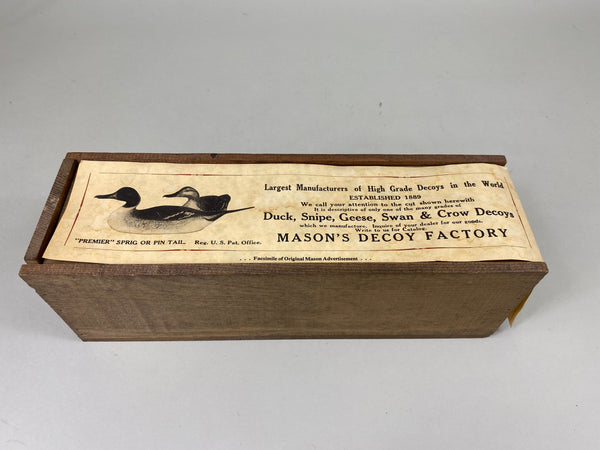 Largest Manufacturers of High Grade Decoys in the World
ESTABLISHED 1889
We call your attention to the cut shown herewith
It is descriptive of only one of the many grades of
Duck, Snipe, Geese, Swan & Crow Decoys
which we manufacture. Inquire of your dealer for our goods.
Write to us for Catalog.
MASON'S DECOY FACTORY
"PREMIER" SPRIG OR PIN TAIL. Reg. U. S. Pat. Office.
. . . Facsimile of Original Mason Advertisement . . .